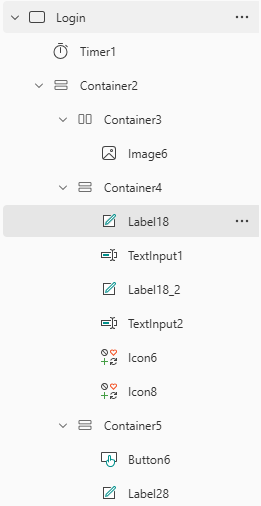 Login
Timer1
Container2
Container3
Image6
Container4
Label18
TextInput1
Label18_2
TextInput2
Icon6
Icon8
Container5
Button6
Label28